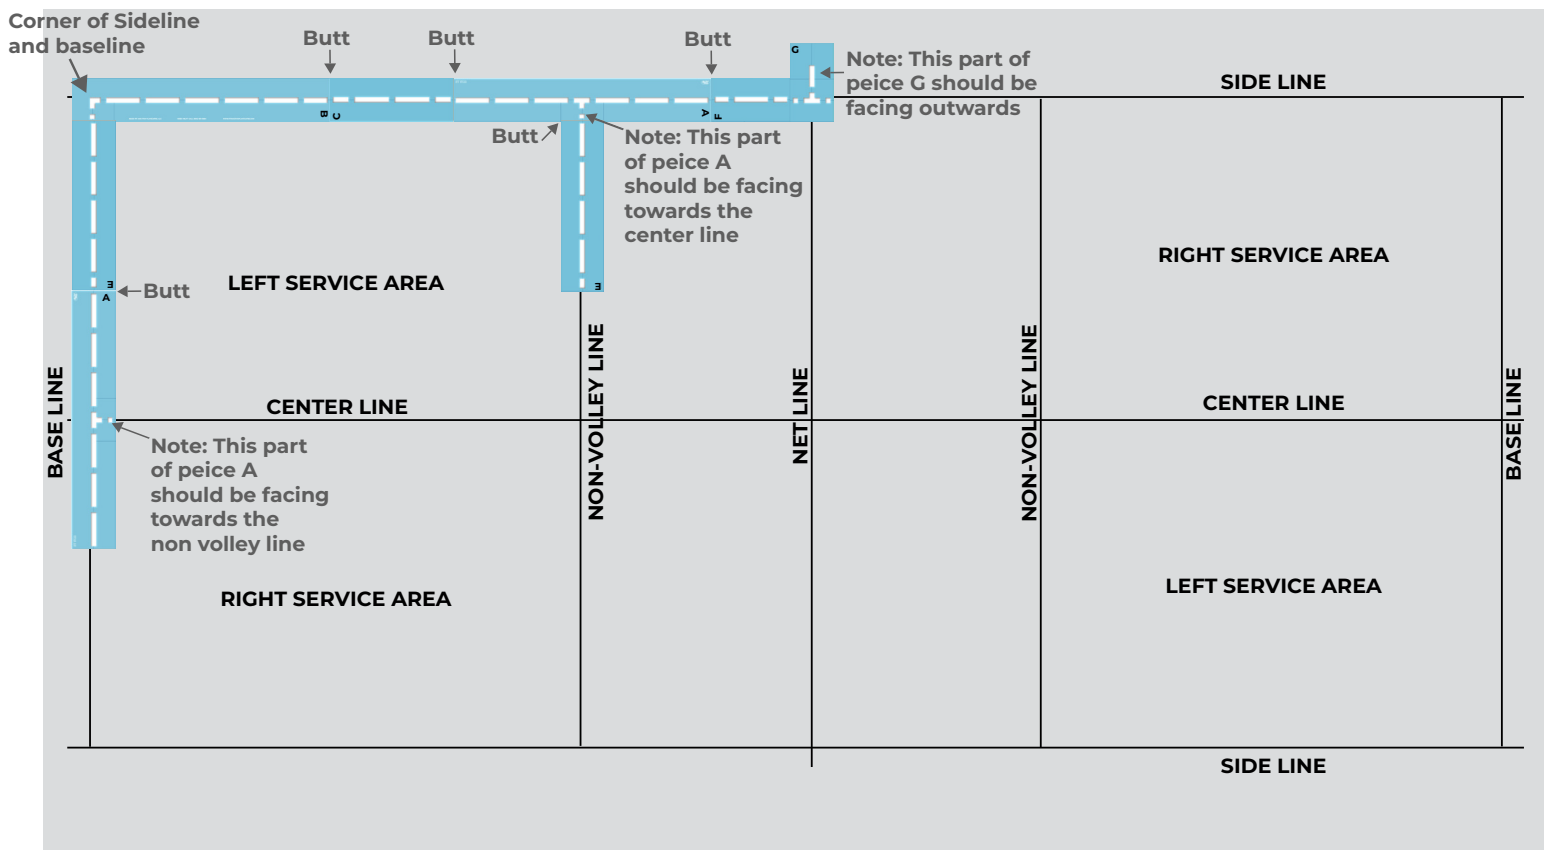 Corner of Sideline
and baseline
Butt
Butt
Butt
G
Note: This part of
peice G should be
facing outwards
SIDE LINE
B
C
A
F
Butt
Note: This part
of peice A
should be facing
towards the
center line
RIGHT SERVICE AREA
LEFT SERVICE AREA
E
A
Butt
E
BASE LINE
NON-VOLLEY LINE
NET LINE
NON-VOLLEY LINE
BASE LINE
CENTER LINE
CENTER LINE
Note: This part
of peice A
should be facing
towards the
non volley line
RIGHT SERVICE AREA
LEFT SERVICE AREA
SIDE LINE